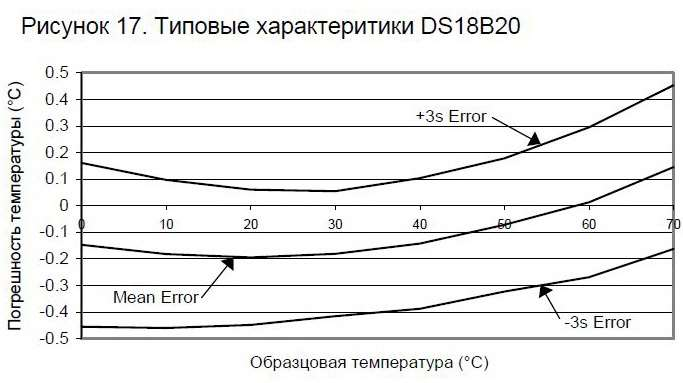 Рисунок 17. Типовые характеритики DS18B20
Погрешность температуры (°C)
0.5
0.4
0.3
0.2
0.1
0
-0.1
-0.2
-0.3
-0.4
-0.5
+3s Error
0 10 20 30 40 50 60 70
Mean Error
-3s Error
Образцовая температура (°C)